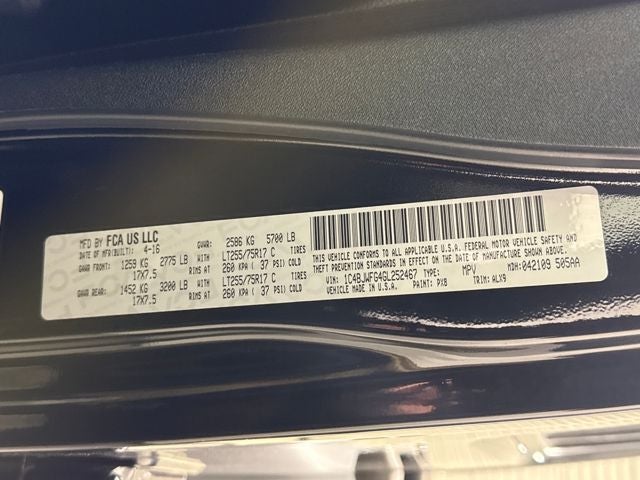 MFD BY FCA US LLC
DATE OF MFR(BUILT): 4-16 GVWR: 2586 KG 5700 LB
GAWR FRONT: 1259 KG 2775 LB WITH LT255/75R17 C TIRES
17X7.5 RIMS AT 260 KPA ( 37 PSI) COLD
GAWR REAR: 1452 KG 3200 LB WITH LT255/75R17 C TIRES
17X7.5 RIMS AT 260 KPA ( 37 PSI) COLD
THIS VEHICLE CONFORMS TO ALL APPLICABLE U.S.A. FEDERAL MOTOR VEHICLE SAFETY AND
THEFT PREVENTION STANDARDS IN EFFECT ON THE DATE OF MANUFACTURE SHOWN ABOVE.
VIN: 1C4BJWFG4GL252467 TYPE: MPV MDH:042109 505AA
VEHICLE MADE IN U.S.A. PAINT: PX8 TRIM: ALX9